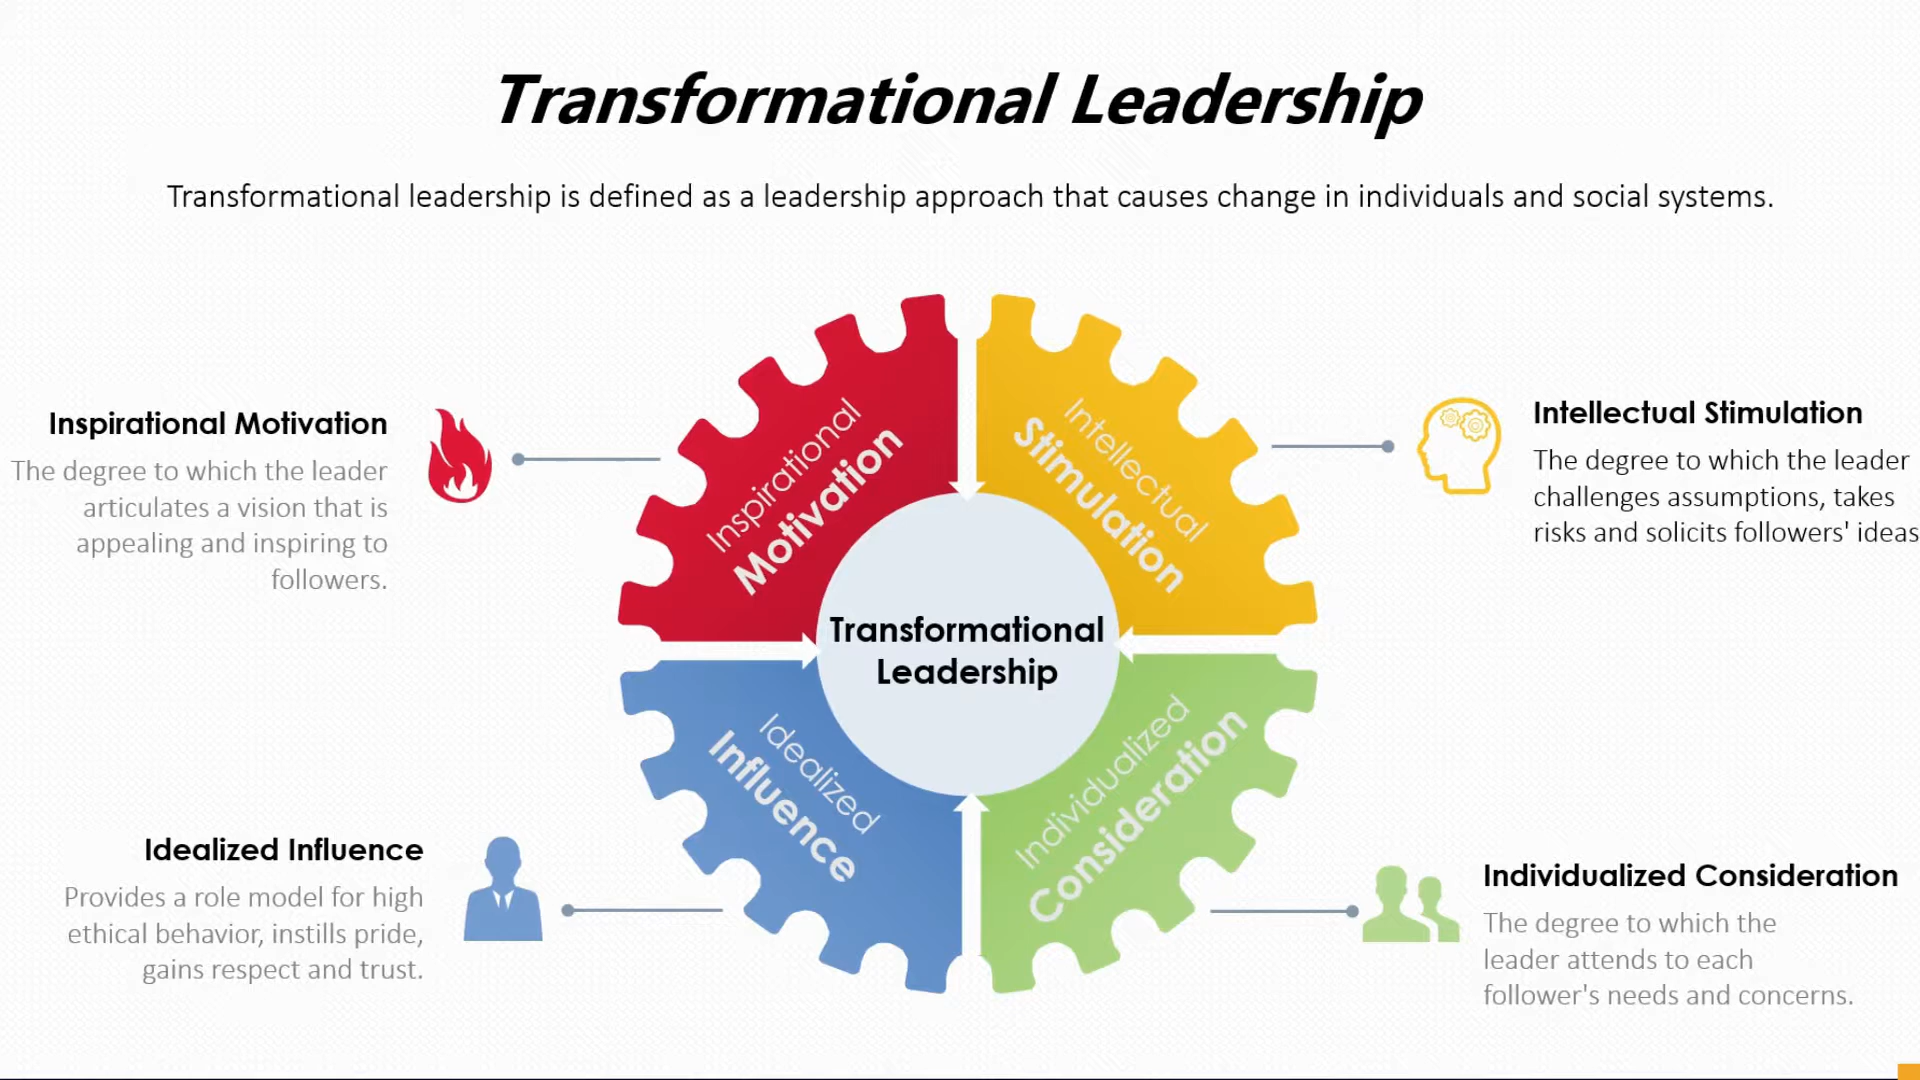 Transformational Leadership
Transformational leadership is defined as a leadership approach that causes change in individuals and social systems.
Inspirational Motivation
The degree to which the leader
articulates a vision that is
appealing and inspiring to
followers.
Inspirational
Motivation
Intellectual
Stimulation
Intellectual Stimulation
The degree to which the leader
challenges assumptions, takes
risks and solicits followers' ideas
Transformational
Leadership
Idealized Influence
Provides a role model for high
ethical behavior, instills pride,
gains respect and trust.
Idealized
Influence
Individualized
Consideration
Individualized Consideration
The degree to which the
leader attends to each
follower's needs and concerns.